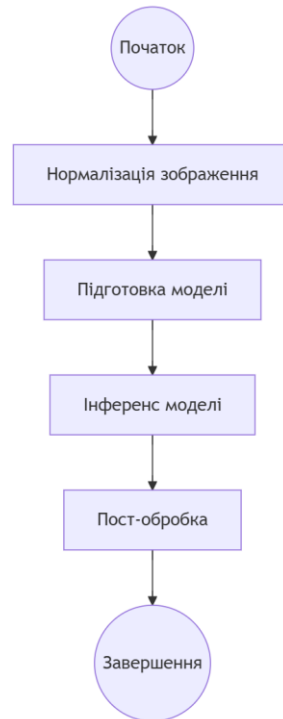 Початок
Нормалізація зображення
Підготовка моделі
Інференс моделі
Пост-обробка
Завершення